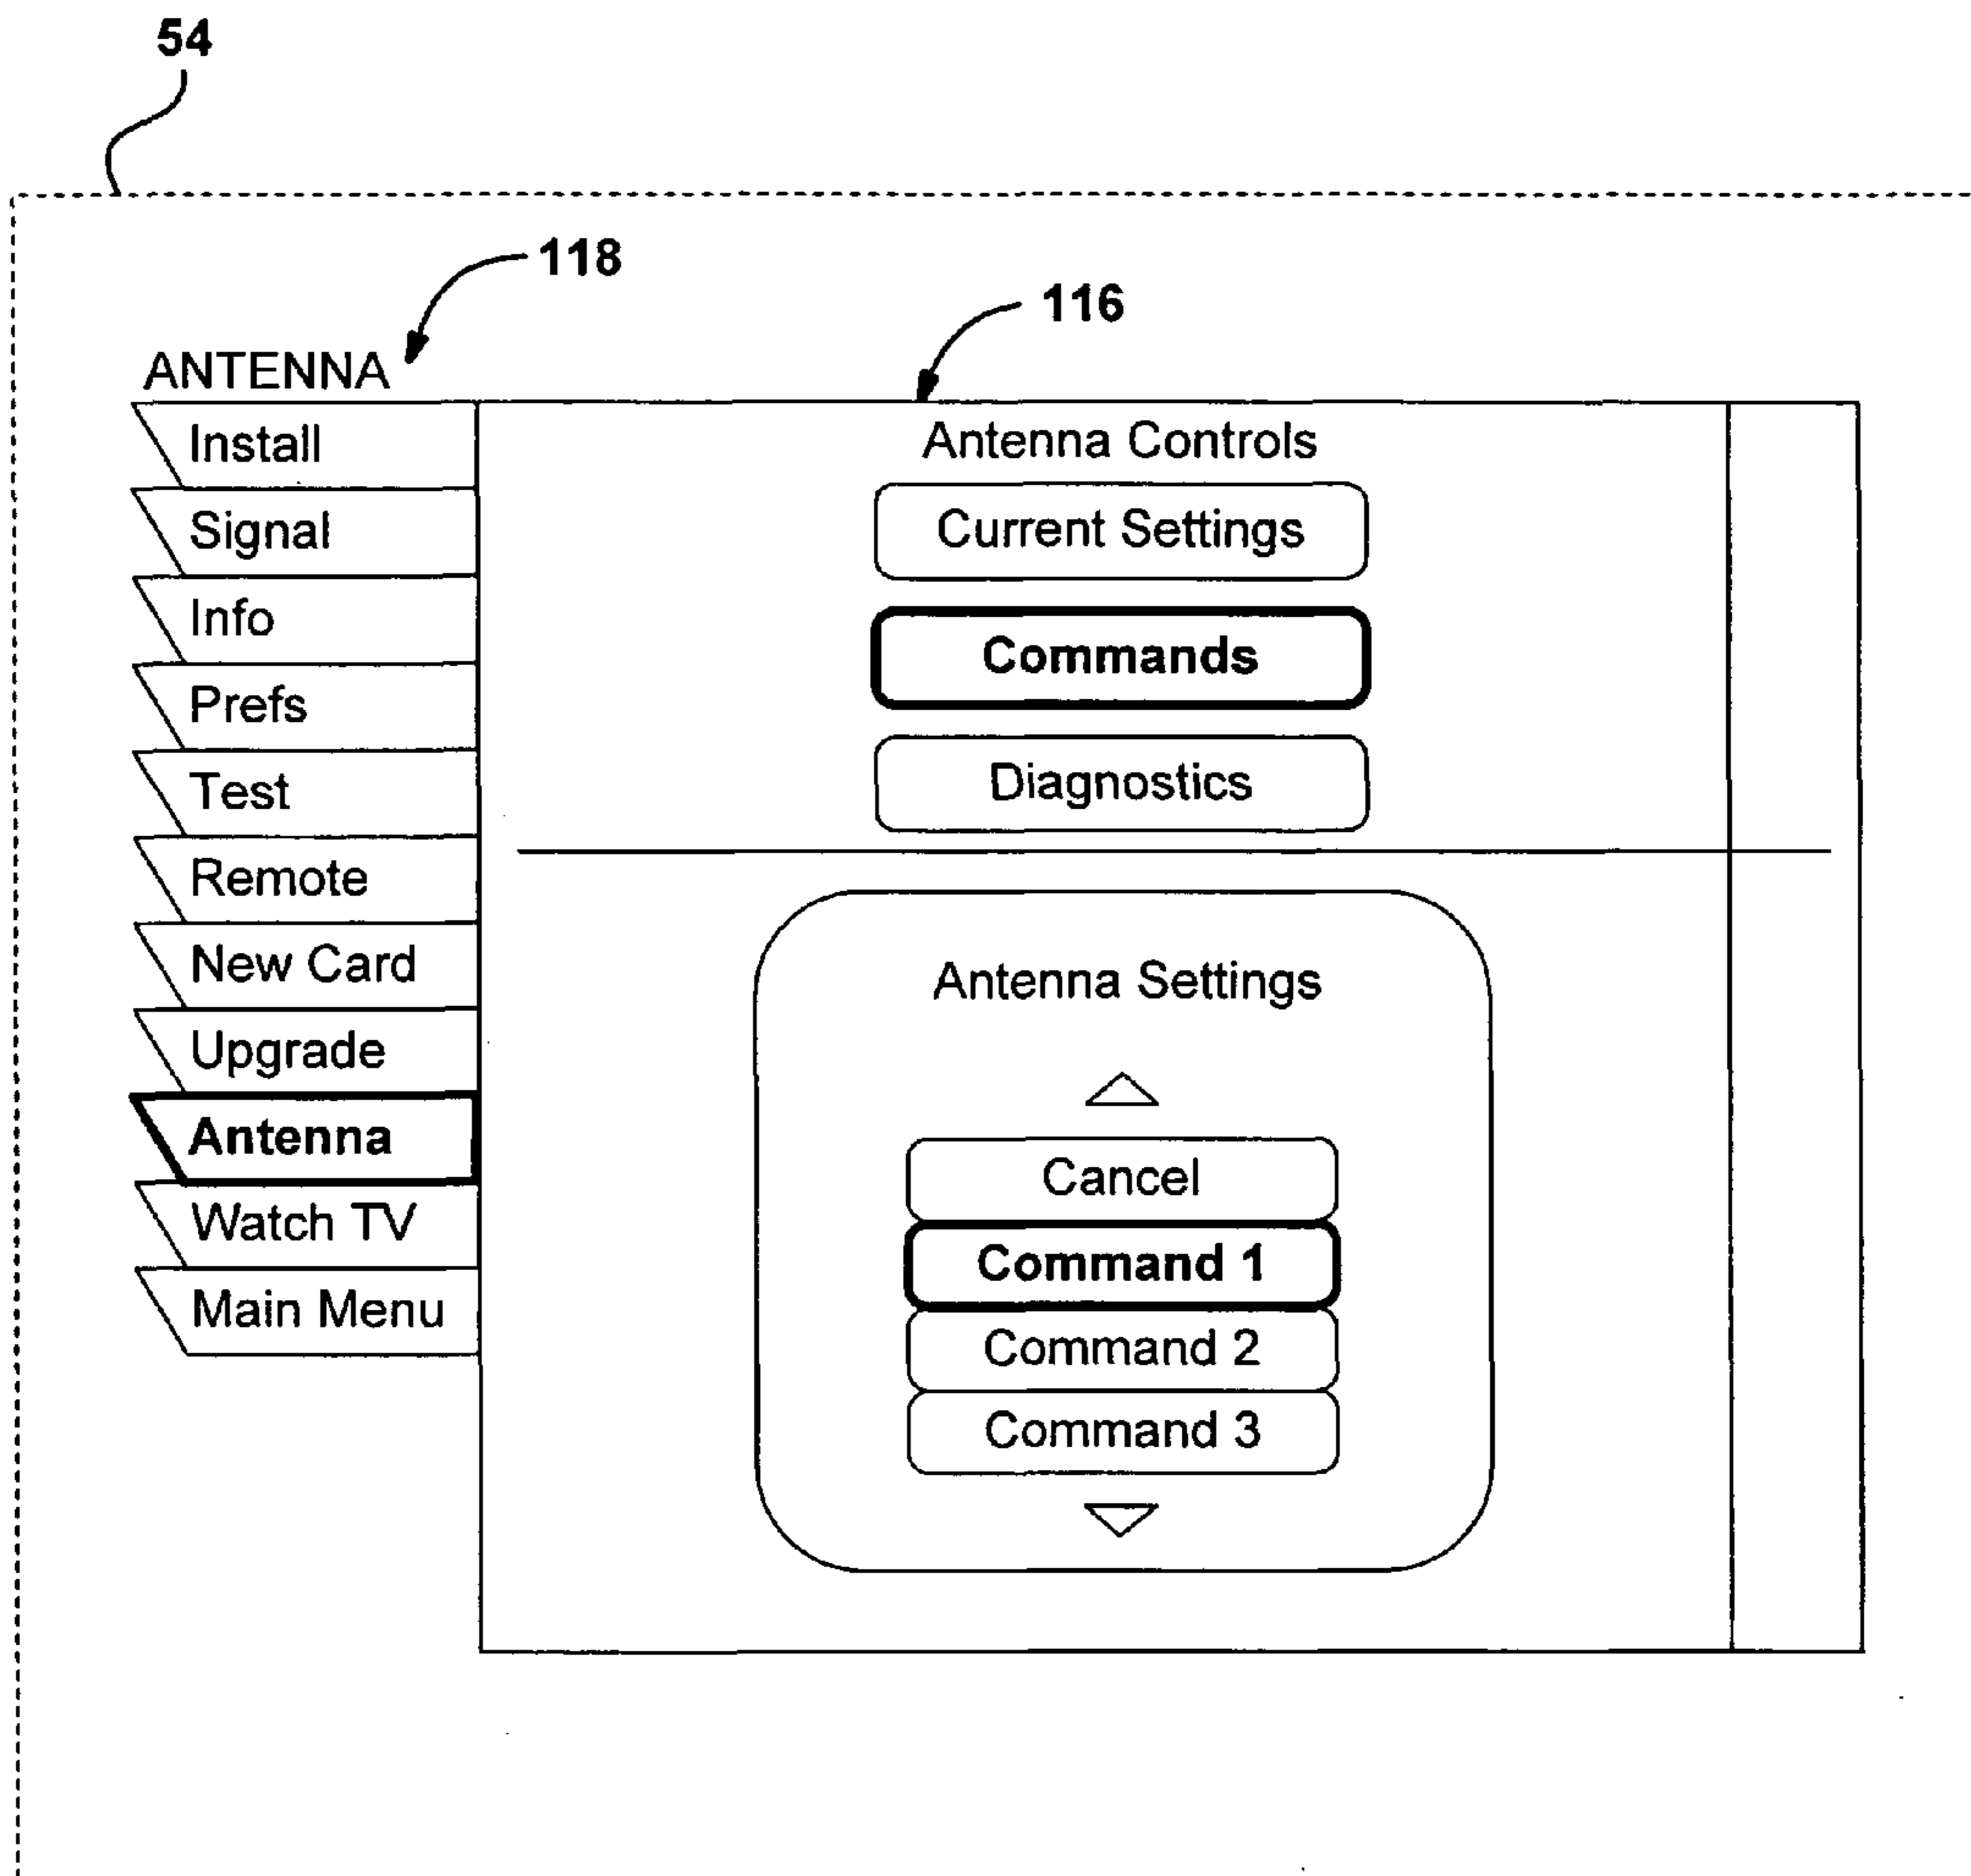 54
118
116
ANTENNA
Install
Signal
Info
Prefs
Test
Remote
New Card
Upgrade
Antenna
Watch TV
Main Menu
Antenna Controls
Current Settings
Commands
Diagnostics
Antenna Settings
Cancel
Command 1
Command 2
Command 3